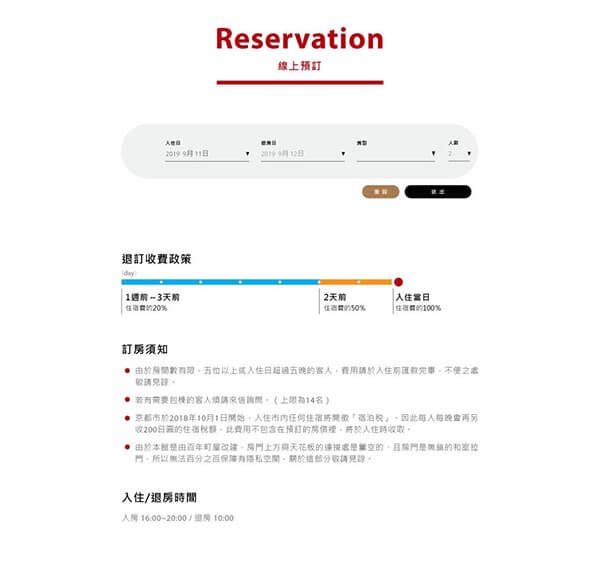 Reservation
線上預訂
入住日 退房日 房型 人數
2019 9月 11日 2019 9月 12日 2
重設 送出
退訂收費政策
(day)
1週前 – 3天前 2天前 入住當日
住宿費的20% 住宿費的50% 住宿費的100%
訂房須知
由於房間數有限，五位以上或入住日超過五晚的客人，費用請於入住前匯款完畢，不便之處
敬請見諒。
若有需要包棟的客人煩請來信詢問。（上限為14名）
京都市於2018年10月1日開始，入住市內任何住宿將開徵「宿泊稅」。因此每人每晚會再另
收200日圓的住宿稅額，此費用不包含在預訂的房價裡，將於入住時收取。
由於本館是由百年町屋改建，房門上方與天花板的連接處是簍空的，且房門是無鎖的和室拉
門，所以無法百分之百保障有隱私空間，關於這部分敬請見諒。
入住/退房時間
入房 16:00~20:00 / 退房 10:00